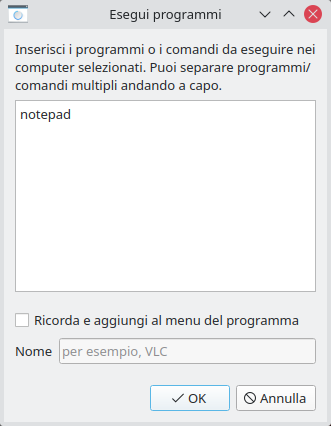 Esegui programmi
Inserisci i programmi o i comandi da eseguire nei
computer selezionati. Puoi separare programmi/
comandi multipli andando a capo.
notepad
Ricorda e aggiungi al menu del programma
Nome per esempio, VLC
OK Annulla